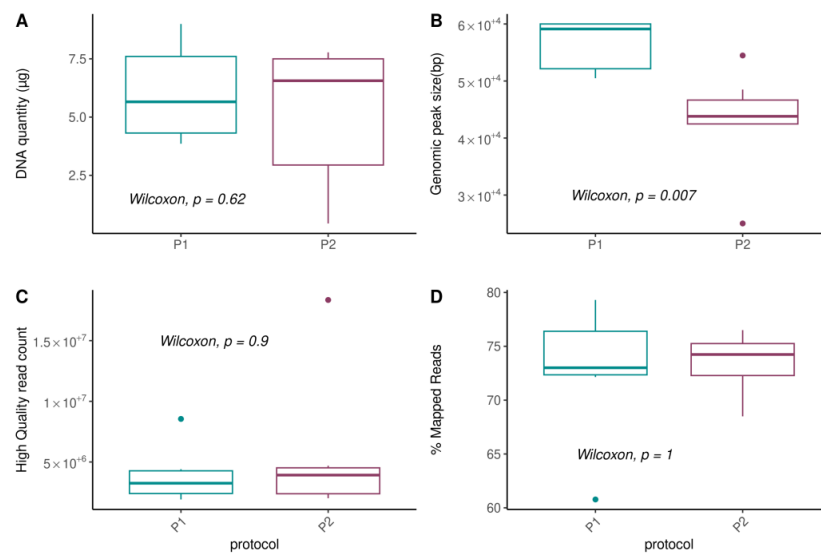 A
DNA quantity (µg)
7.5
5.0
2.5
Wilcoxon, p = 0.62
P1 P2
B
Genomic peak size(bp)
6×10⁺⁴
5×10⁺⁴
4×10⁺⁴
3×10⁺⁴
Wilcoxon, p = 0.007
P1 P2
C
High Quality read count
1.5×10⁺⁷
1×10⁺⁷
5×10⁺⁶
Wilcoxon, p = 0.9
P1 P2
protocol
D
% Mapped Reads
80
75
70
65
60
Wilcoxon, p = 1
P1 P2
protocol